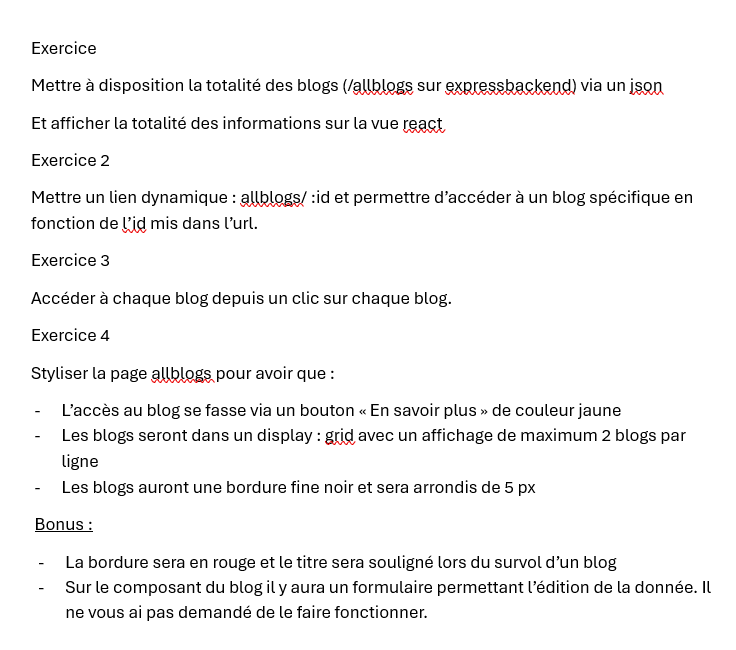 Exercice
Mettre à disposition la totalité des blogs (/allblogs sur expressbackend) via un json
Et afficher la totalité des informations sur la vue react
Exercice 2
Mettre un lien dynamique : allblogs/ :id et permettre d’accéder à un blog spécifique en
fonction de l’id mis dans l’url.
Exercice 3
Accéder à chaque blog depuis un clic sur chaque blog.
Exercice 4
Styliser la page allblogs pour avoir que :
- L’accès au blog se fasse via un bouton « En savoir plus » de couleur jaune
- Les blogs seront dans un display : grid avec un affichage de maximum 2 blogs par
ligne
- Les blogs auront une bordure fine noir et sera arrondis de 5 px
Bonus :
- La bordure sera en rouge et le titre sera souligné lors du survol d’un blog
- Sur le composant du blog il y aura un formulaire permettant l’édition de la donnée. Il
ne vous ai pas demandé de le faire fonctionner.